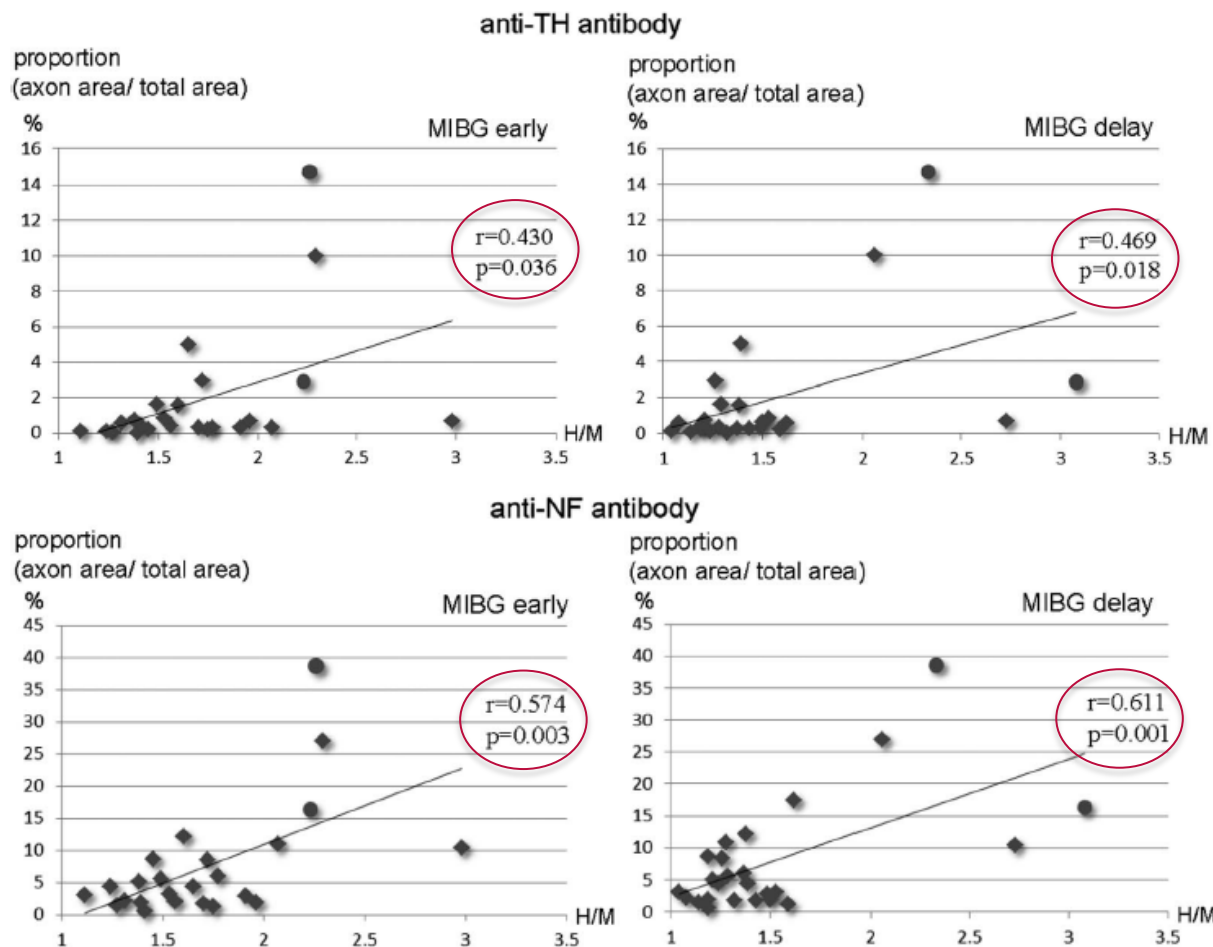 anti-TH antibody
proportion
(axon area/ total area)
%
MIBG early
16
14
12
10
8
6
4
2
0
r=0.430
p=0.036
H/M
1
1.5
2
2.5
3
3.5
proportion
(axon area/ total area)
%
MIBG delay
16
14
12
10
8
6
4
2
0
r=0.469
p=0.018
H/M
1
1.5
2
2.5
3
3.5
anti-NF antibody
proportion
(axon area/ total area)
%
MIBG early
45
40
35
30
25
20
15
10
5
0
r=0.574
p=0.003
H/M
1
1.5
2
2.5
3
3.5
proportion
(axon area/ total area)
%
MIBG delay
45
40
35
30
25
20
15
10
5
0
r=0.611
p=0.001
H/M
1
1.5
2
2.5
3
3.5